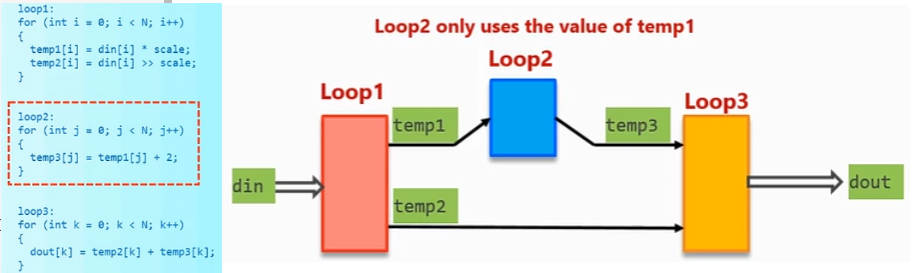 loop1:
for (int i = 0; i < N; i++)
{
temp1[i] = din[i] * scale;
temp2[i] = din[i] >> scale;
}
loop2:
for (int j = 0; j < N; j++)
{
temp3[j] = temp1[j] + 2;
}
loop3:
for (int k = 0; k < N; k++)
{
dout[k] = temp2[k] + temp3[k];
}
Loop2 only uses the value of temp1
Loop2
Loop1
Loop3
temp1
temp3
din
dout
temp2